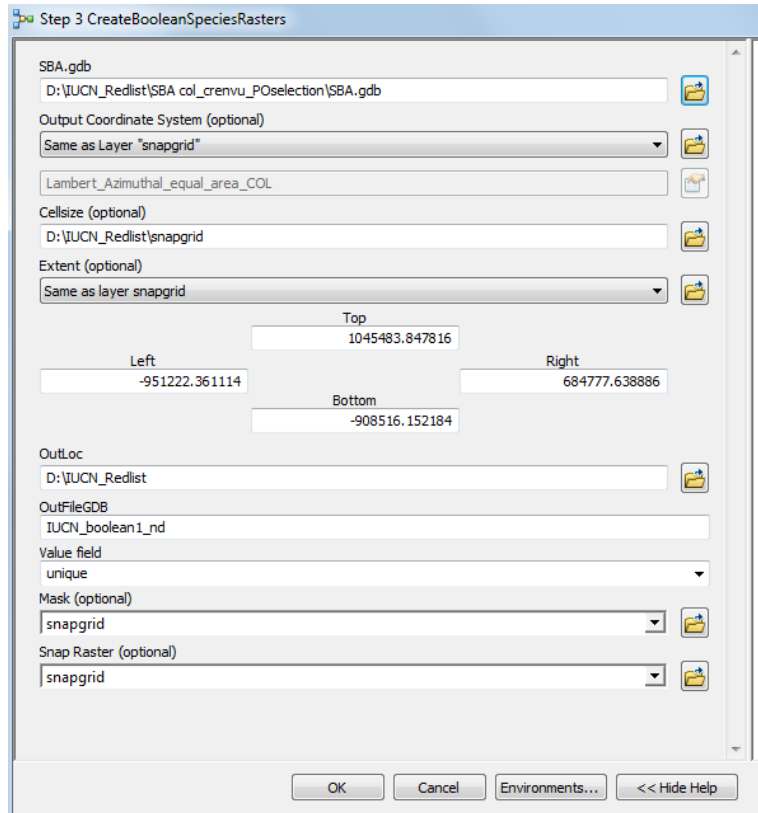 Step 3 CreateBooleanSpeciesRasters
SBA.gdb
D:\IUCN_Redlist\SBA col_crenvu_POselection\SBA.gdb
Output Coordinate System (optional)
Same as Layer "snapgrid"
Lambert_Azimuthal_equal_area_COL
Cellsize (optional)
D:\IUCN_Redlist\snapgrid
Extent (optional)
Same as layer snapgrid
Top
1045483.847816
Left Right
-951222.361114 684777.638886
Bottom
-908516.152184
OutLoc
D:\IUCN_Redlist
OutFileGDB
IUCN_boolean1_nd
Value field
unique
Mask (optional)
snapgrid
Snap Raster (optional)
snapgrid
OK Cancel Environments... << Hide Help